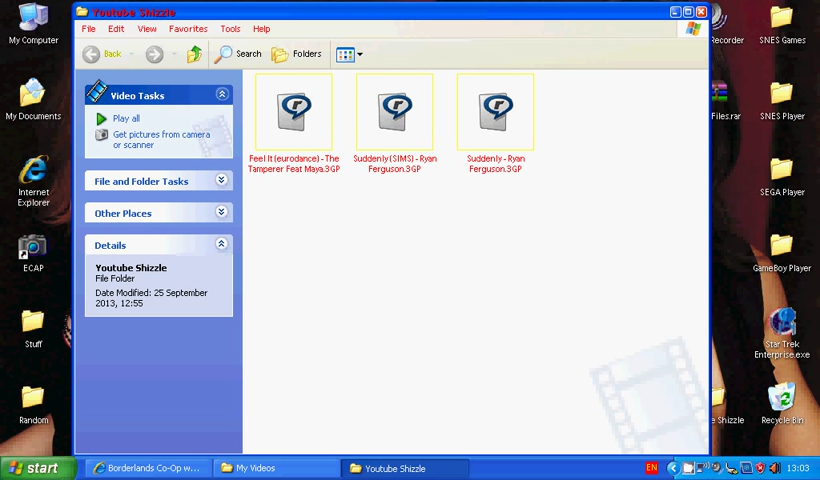 Youtube Shizzle
File Edit View Favorites Tools Help
Back Search Folders
Video Tasks
Play all
Get pictures from camera
or scanner
File and Folder Tasks
Other Places
Details
Youtube Shizzle
File Folder
Date Modified: 25 September
2013, 12:55
Feel It (eurodance) - The
Tamperer Feat Maya.3GP
Suddenly (SIMS) - Ryan
Ferguson.3GP
Suddenly - Ryan
Ferguson.3GP
My Computer
My Documents
Internet
Explorer
ECAP
Stuff
Random
Recorder
Files.rar
Shizzle
SNES Games
SNES Player
SEGA Player
GameBoy Player
Star Trek
Enterprise.exe
Recycle Bin
start
Borderlands Co-Op w...
My Videos
Youtube Shizzle
EN
13:03